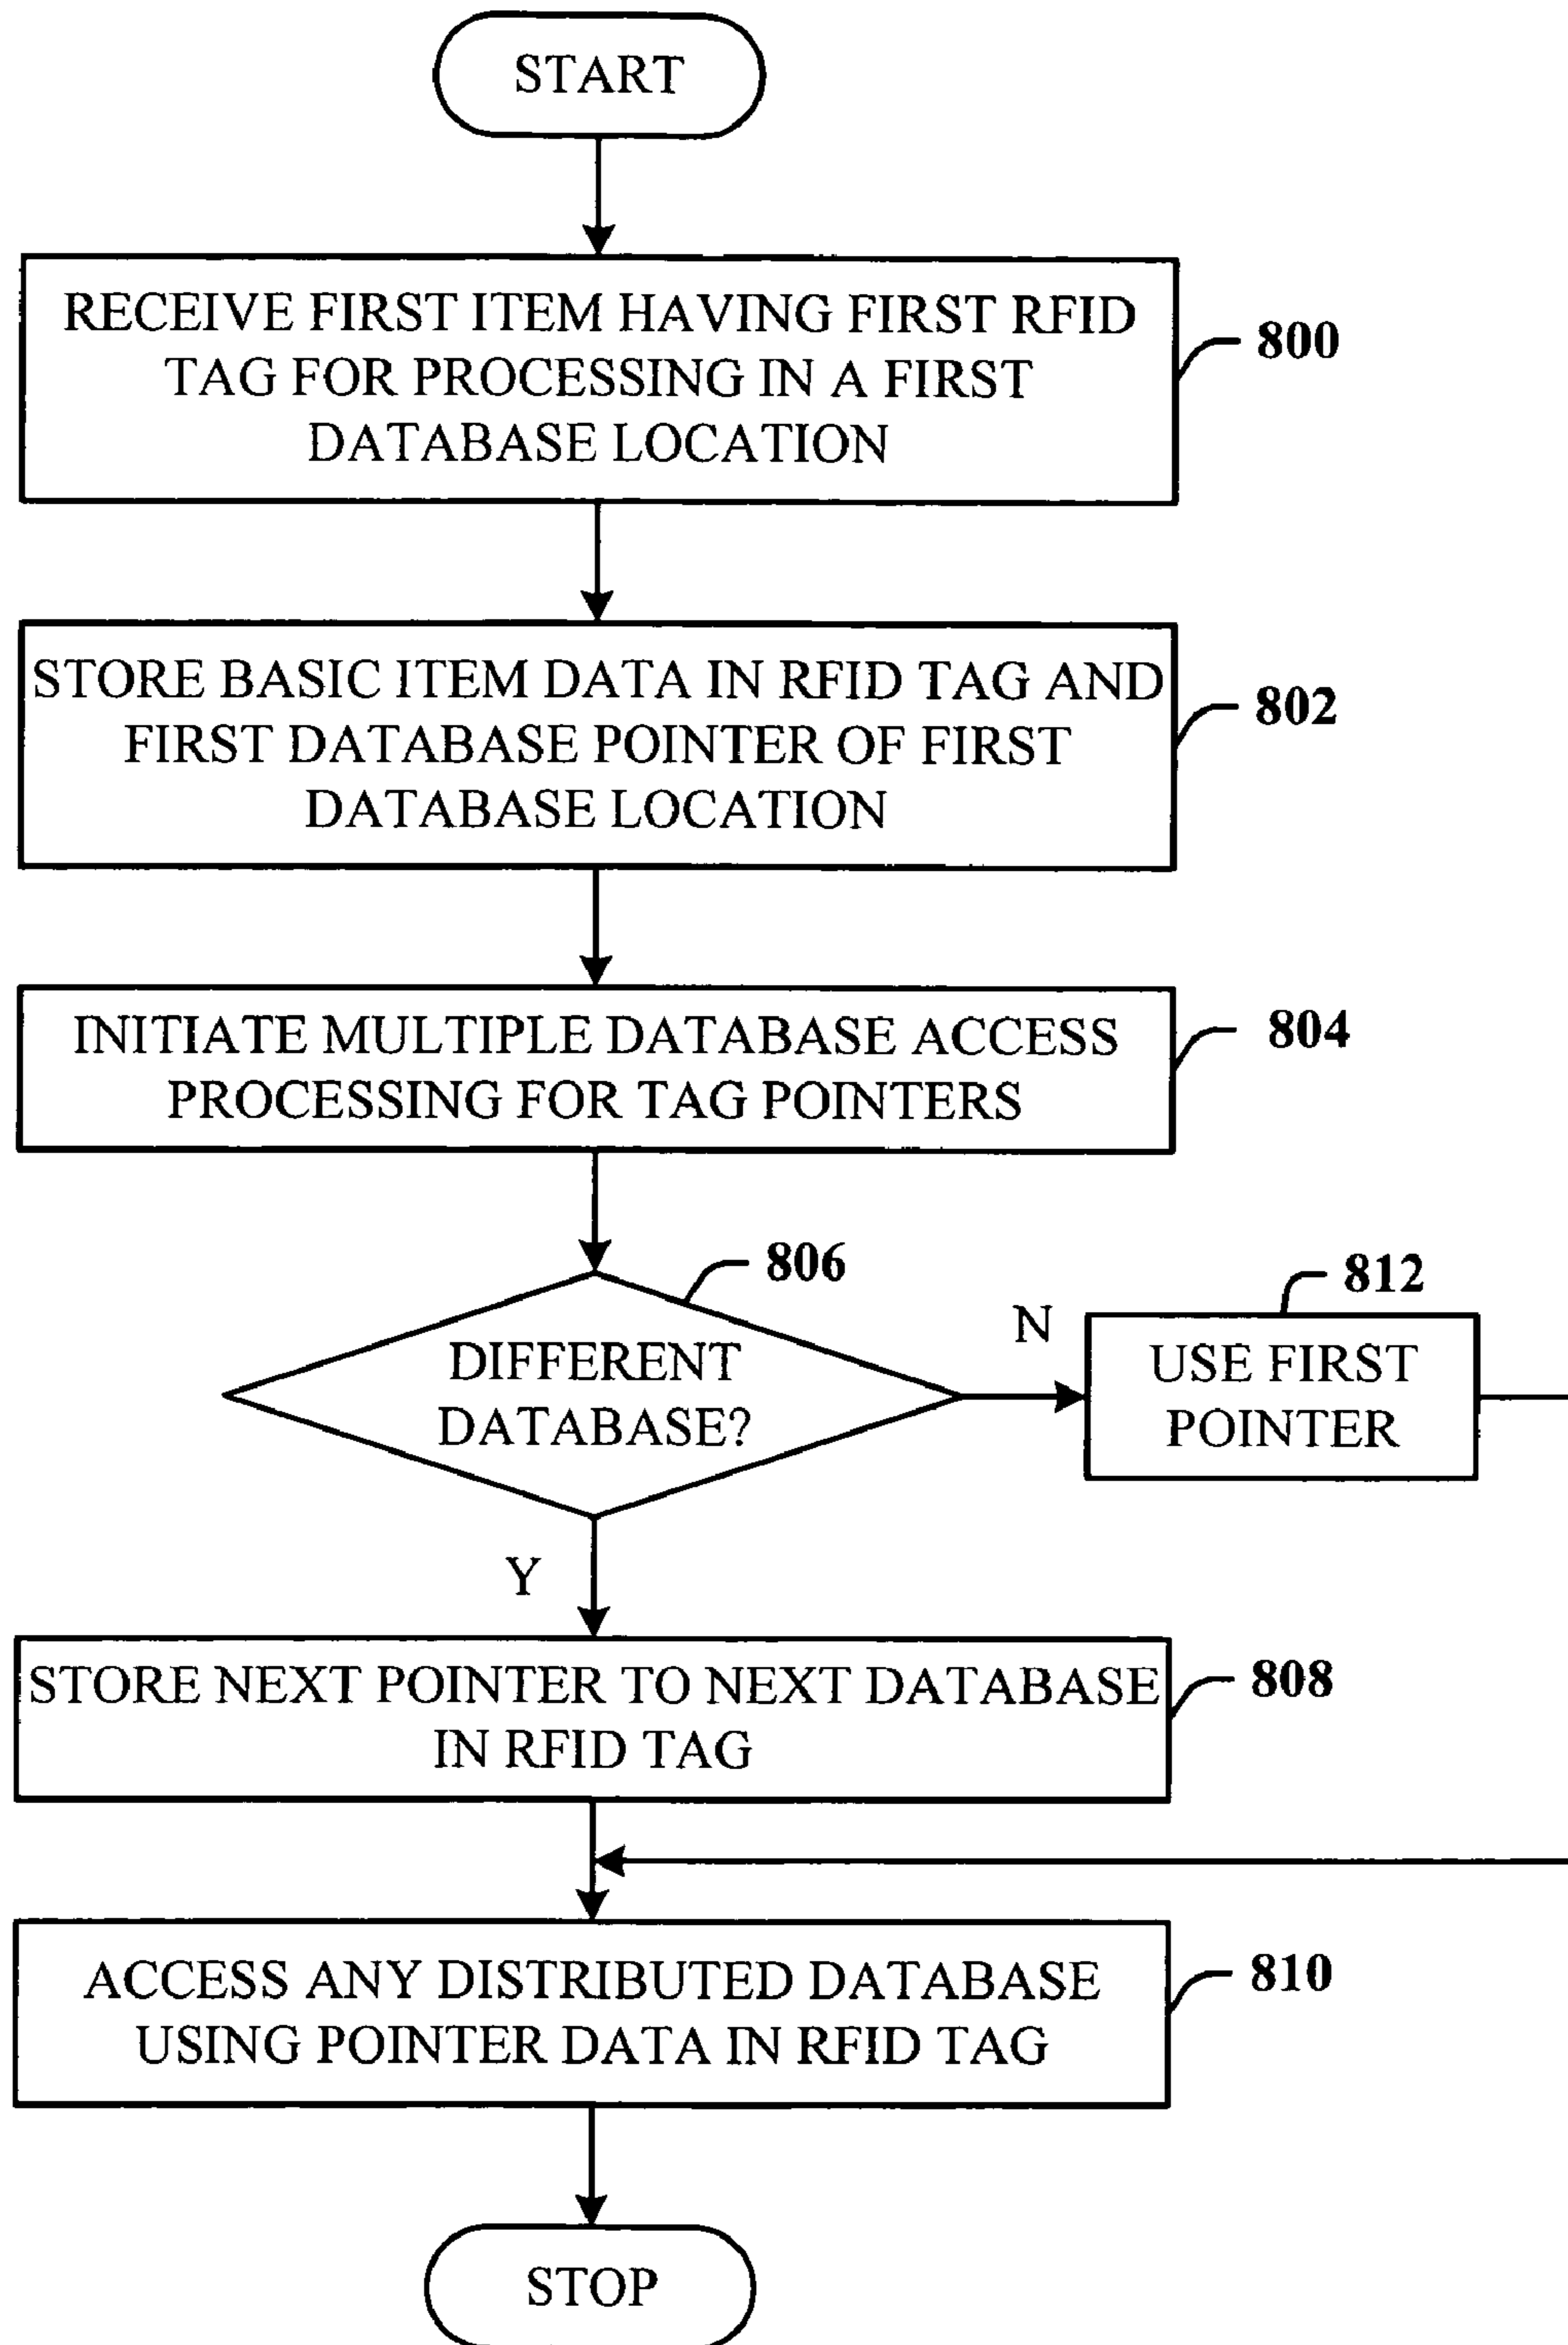 START
RECEIVE FIRST ITEM HAVING FIRST RFID
TAG FOR PROCESSING IN A FIRST
DATABASE LOCATION
800
STORE BASIC ITEM DATA IN RFID TAG AND
FIRST DATABASE POINTER OF FIRST
DATABASE LOCATION
802
INITIATE MULTIPLE DATABASE ACCESS
PROCESSING FOR TAG POINTERS
804
806
DIFFERENT
DATABASE?
N
812
USE FIRST
POINTER
Y
STORE NEXT POINTER TO NEXT DATABASE
IN RFID TAG
808
ACCESS ANY DISTRIBUTED DATABASE
USING POINTER DATA IN RFID TAG
810
STOP